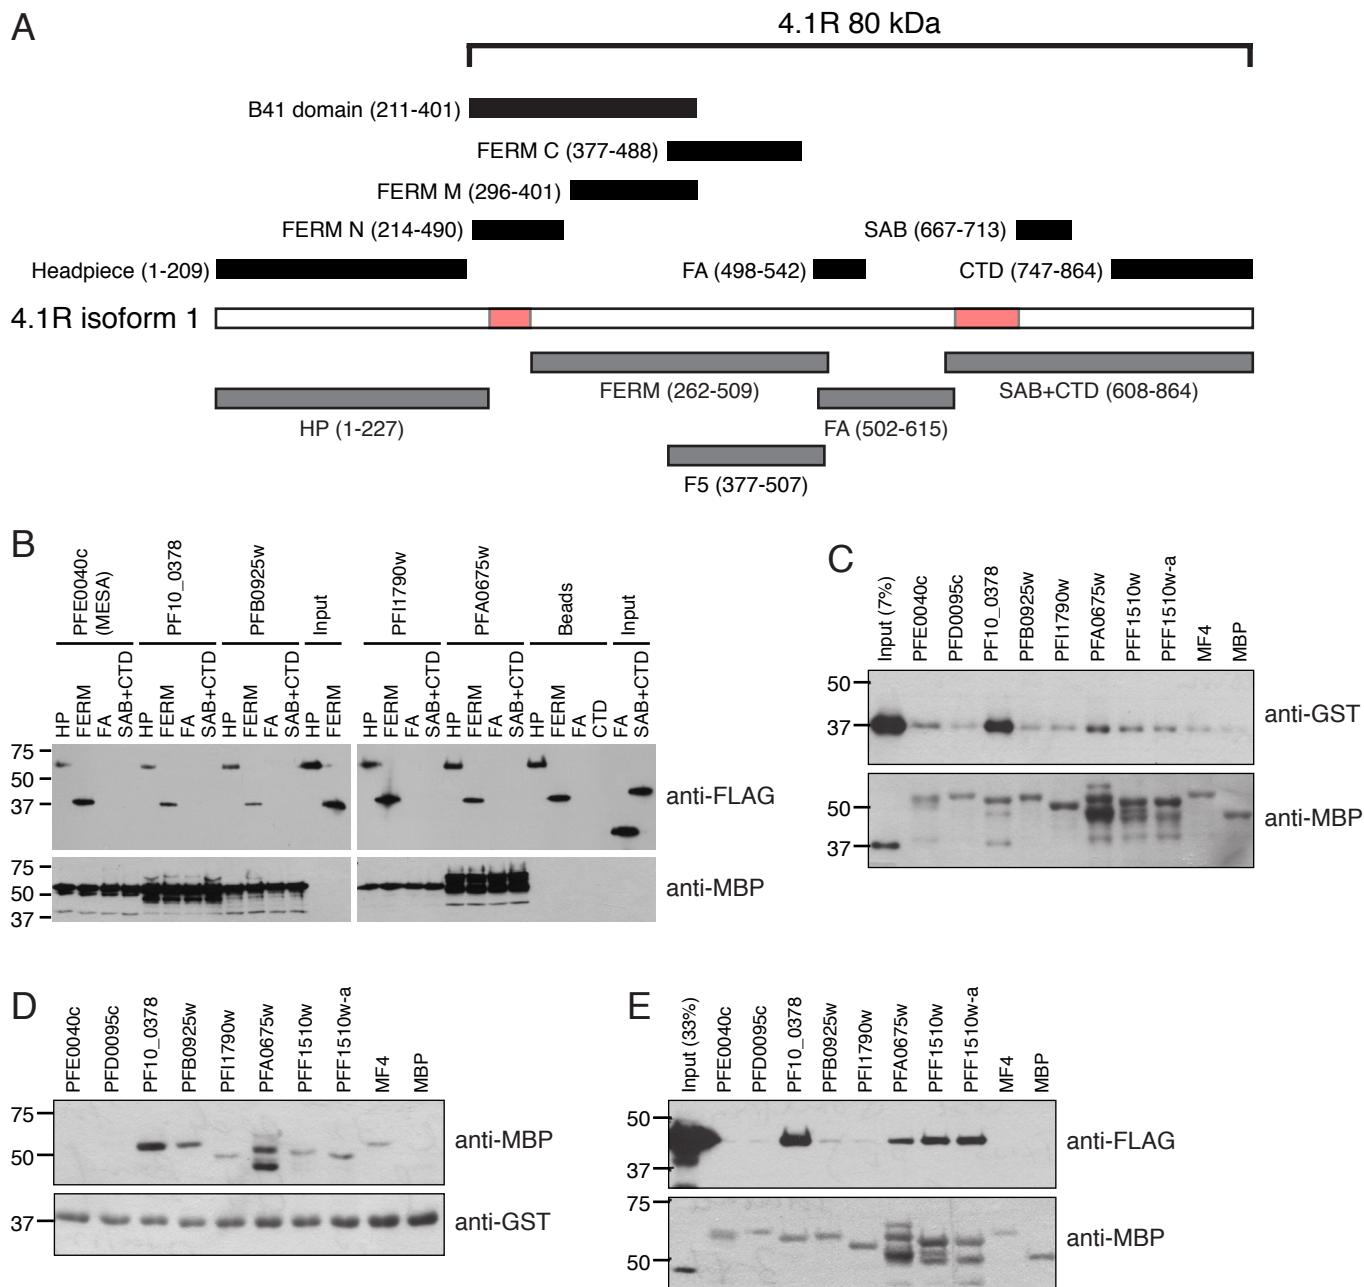 A
4.1R 80 kDa
B41 domain (211-401)
FERM C (377-488)
FERM M (296-401)
FERM N (214-490)
SAB (667-713)
Headpiece (1-209)
FA (498-542)
CTD (747-864)
4.1R isoform 1
FERM (262-509)
SAB+CTD (608-864)
HP (1-227)
FA (502-615)
F5 (377-507)
B
PFE0040c
(MESA)
PF10_0378
PFB0925w
Input
PFI1790w
PFA0675w
Beads
Input
HP
FERM
FA
SAB+CTD
HP
FERM
FA
SAB+CTD
HP
FERM
FA
SAB+CTD
HP
FERM
HP
FERM
FA
SAB+CTD
HP
FERM
FA
SAB+CTD
HP
FERM
FA
CTD
FA
SAB+CTD
75
50
37
anti-FLAG
75
50
37
anti-MBP
C
Input (7%)
PFE0040c
PFD0095c
PF10_0378
PFB0925w
PFI1790w
PFA0675w
PFF1510w
PFF1510w-a
MF4
MBP
50
37
anti-GST
50
37
anti-MBP
D
PFE0040c
PFD0095c
PF10_0378
PFB0925w
PFI1790w
PFA0675w
PFF1510w
PFF1510w-a
MF4
MBP
75
50
anti-MBP
37
anti-GST
E
Input (33%)
PFE0040c
PFD0095c
PF10_0378
PFB0925w
PFI1790w
PFA0675w
PFF1510w
PFF1510w-a
MF4
MBP
50
37
anti-FLAG
75
50
anti-MBP